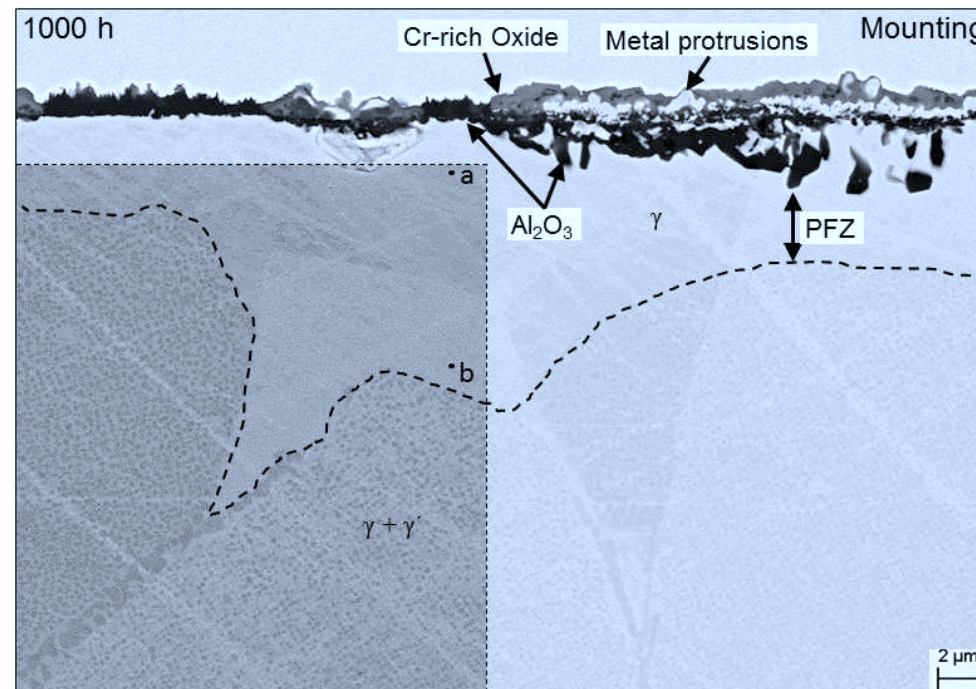 1000 h
Mounting
Cr-rich Oxide
Metal protrusions
a
Al₂O₃
γ
PFZ
b
γ + γ´
2 µm